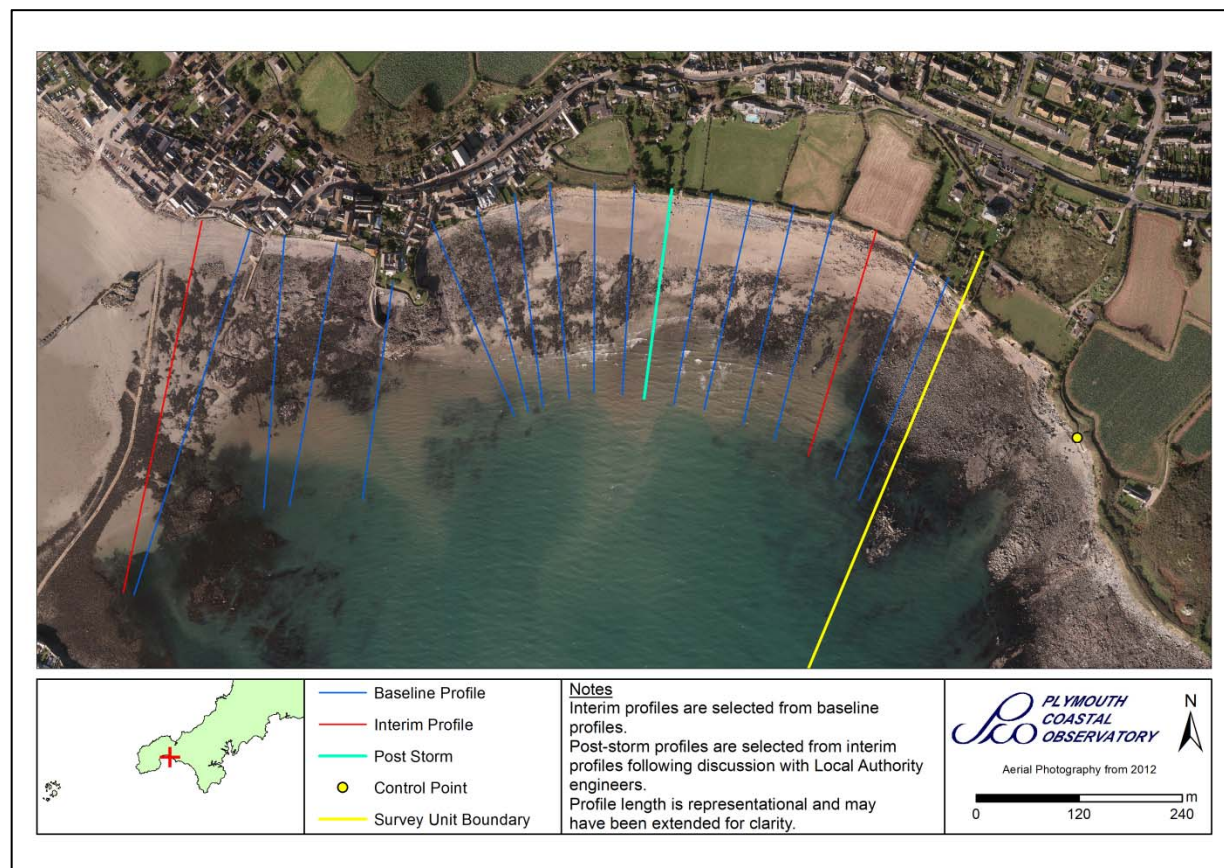 Baseline Profile
Interim Profile
Post Storm
Control Point
Survey Unit Boundary
Notes
Interim profiles are selected from baseline
profiles.
Post-storm profiles are selected from interim
profiles following discussion with Local Authority
engineers.
Profile length is representational and may
have been extended for clarity.
PLYMOUTH
COASTAL
OBSERVATORY
N
Aerial Photography from 2012
m
0 120 240